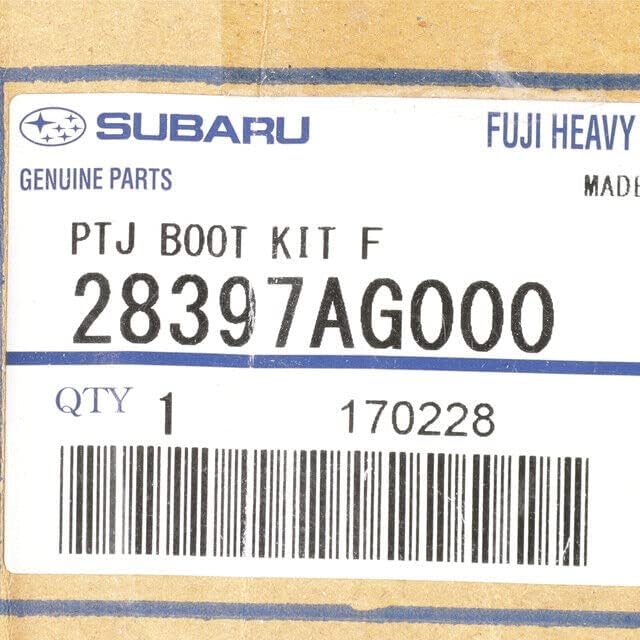 SUBARU
FUJI HEAVY
GENUINE PARTS
MADE
PTJ BOOT KIT F
28397AG000
QTY 1
170228